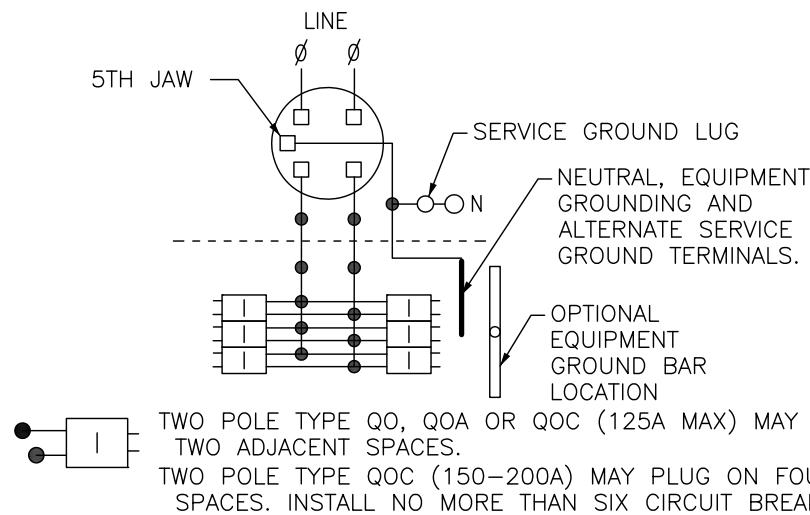 LINE
Ø Ø
5TH JAW
SERVICE GROUND LUG
N
NEUTRAL, EQUIPMENT
GROUNDING AND
ALTERNATE SERVICE
GROUND TERMINALS.
OPTIONAL
EQUIPMENT
GROUND BAR
LOCATION
TWO POLE TYPE QO, QOA OR QOC (125A MAX) MAY
TWO ADJACENT SPACES.
TWO POLE TYPE QOC (150-200A) MAY PLUG ON
SPACES. INSTALL NO MORE THAN SIX CIRCUIT